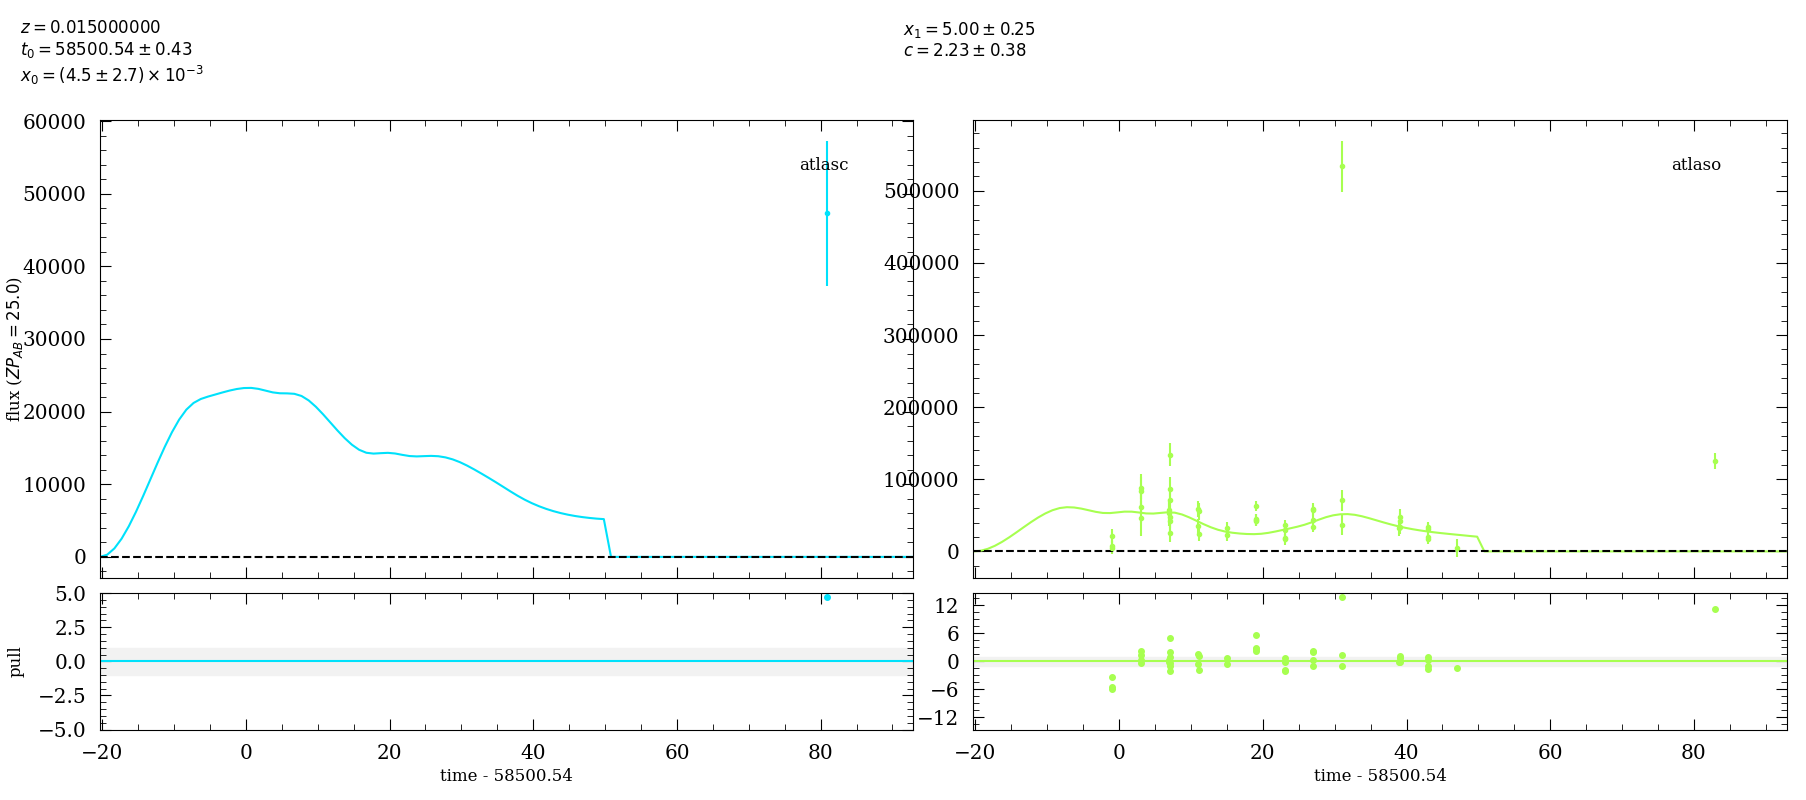 z = 0.015000000
t₀ = 58500.54 ± 0.43
x₀ = (4.5 ± 2.7) × 10⁻³
x₁ = 5.00 ± 0.25
c = 2.23 ± 0.38
60000
50000
40000
30000
20000
10000
0
flux (ZP_AB = 25.0)
atlasc
500000
400000
300000
200000
100000
0
atlaso
5.0
2.5
0.0
−2.5
−5.0
pull
−20 0 20 40 60 80
time - 58500.54
12
6
0
−6
−12
−20 0 20 40 60 80
time - 58500.54